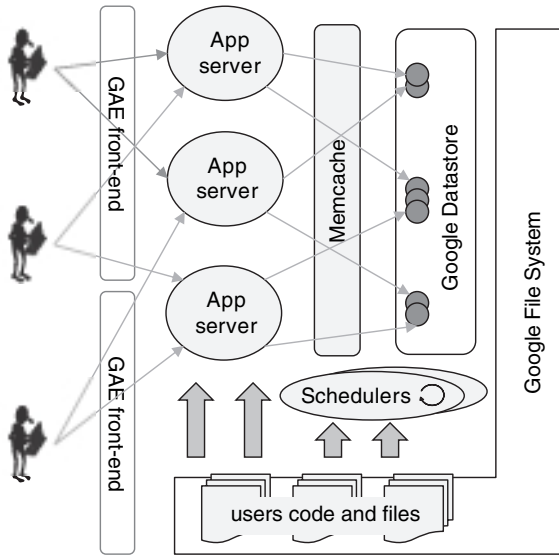 App
server
GAE front-end
App
server
Memcache
Google Datastore
Google File System
App
server
GAE front-end
Schedulers
users code and files